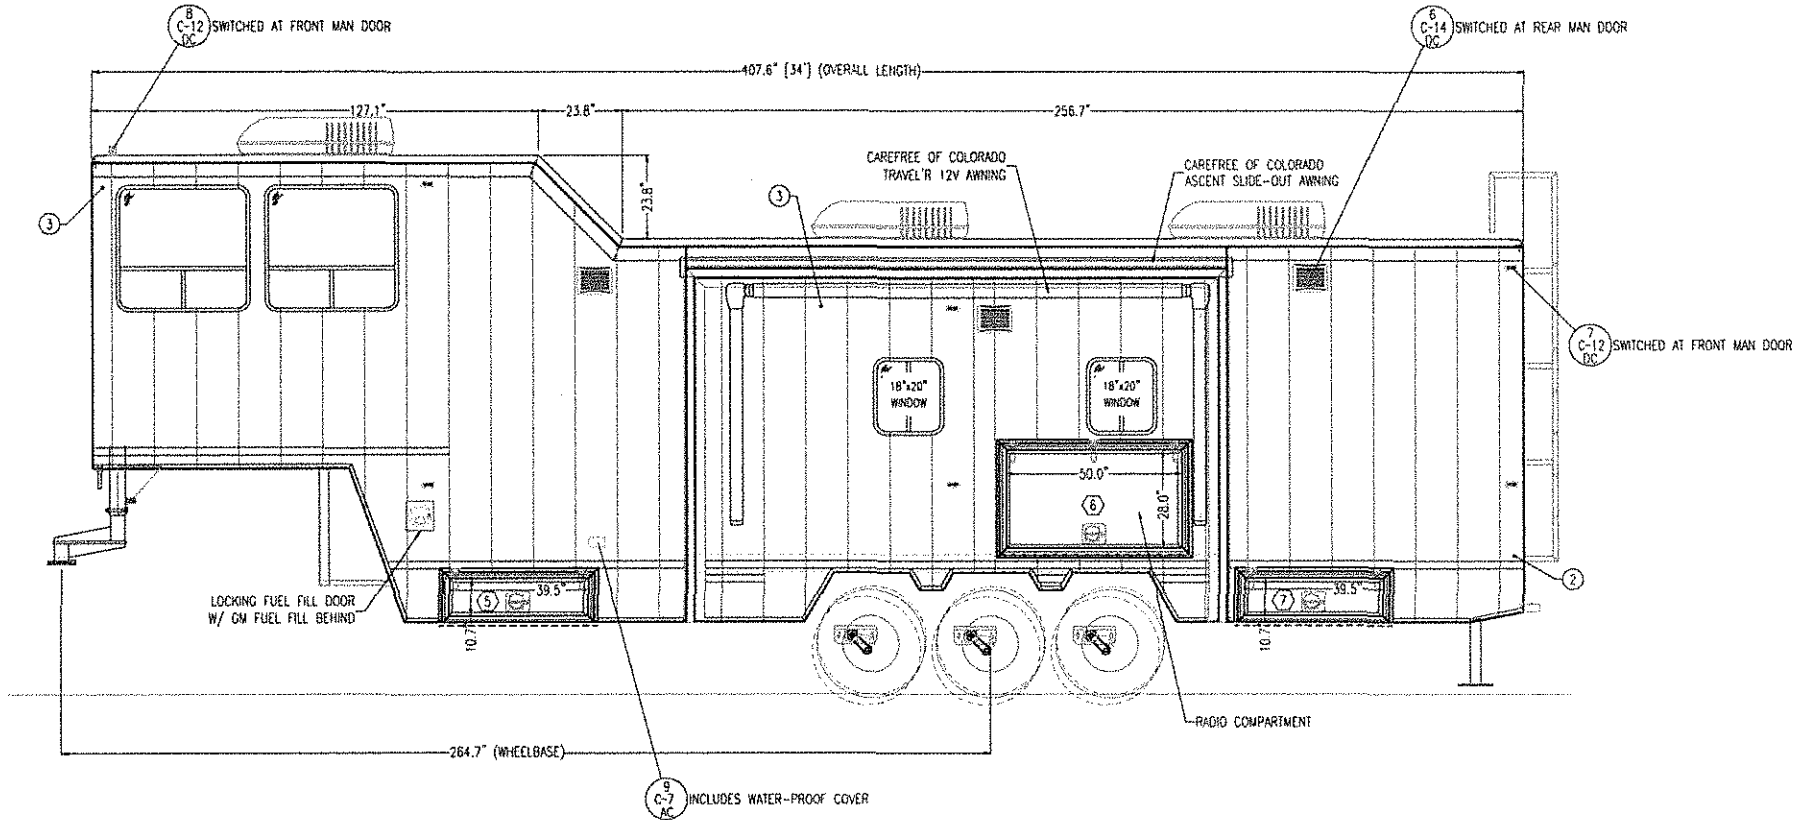 8
C-12
DC
SWITCHED AT FRONT MAN DOOR
6
C-14
DC
SWITCHED AT REAR MAN DOOR
407.6" [34'] (OVERALL LENGTH)
127.1"
23.8"
256.7"
CAREFREE OF COLORADO
TRAVEL'R 12V AWNING
CAREFREE OF COLORADO
ASCENT SLIDE-OUT AWNING
23.8"
3
3
7
C-12
DC
SWITCHED AT FRONT MAN DOOR
18"x20"
WINDOW
18"x20"
WINDOW
50.0"
6
28.0"
2
LOCKING FUEL FILL DOOR
W/ GM FUEL FILL BEHIND
5
39.5"
10.7
7
39.5"
10.7
RADIO COMPARTMENT
264.7" (WHEELBASE)
9
C-7
AC
INCLUDES WATER-PROOF COVER